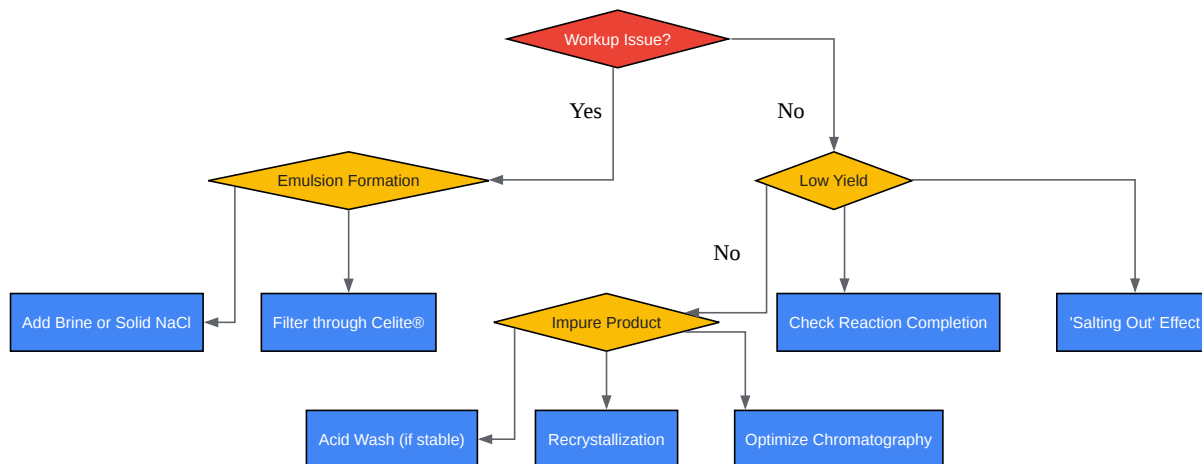 Workup Issue?
Yes
No
Emulsion Formation
Low Yield
No
Add Brine or Solid NaCl
Filter through Celite®
Impure Product
Check Reaction Completion
'Salting Out' Effect
Acid Wash (if stable)
Recrystallization
Optimize Chromatography